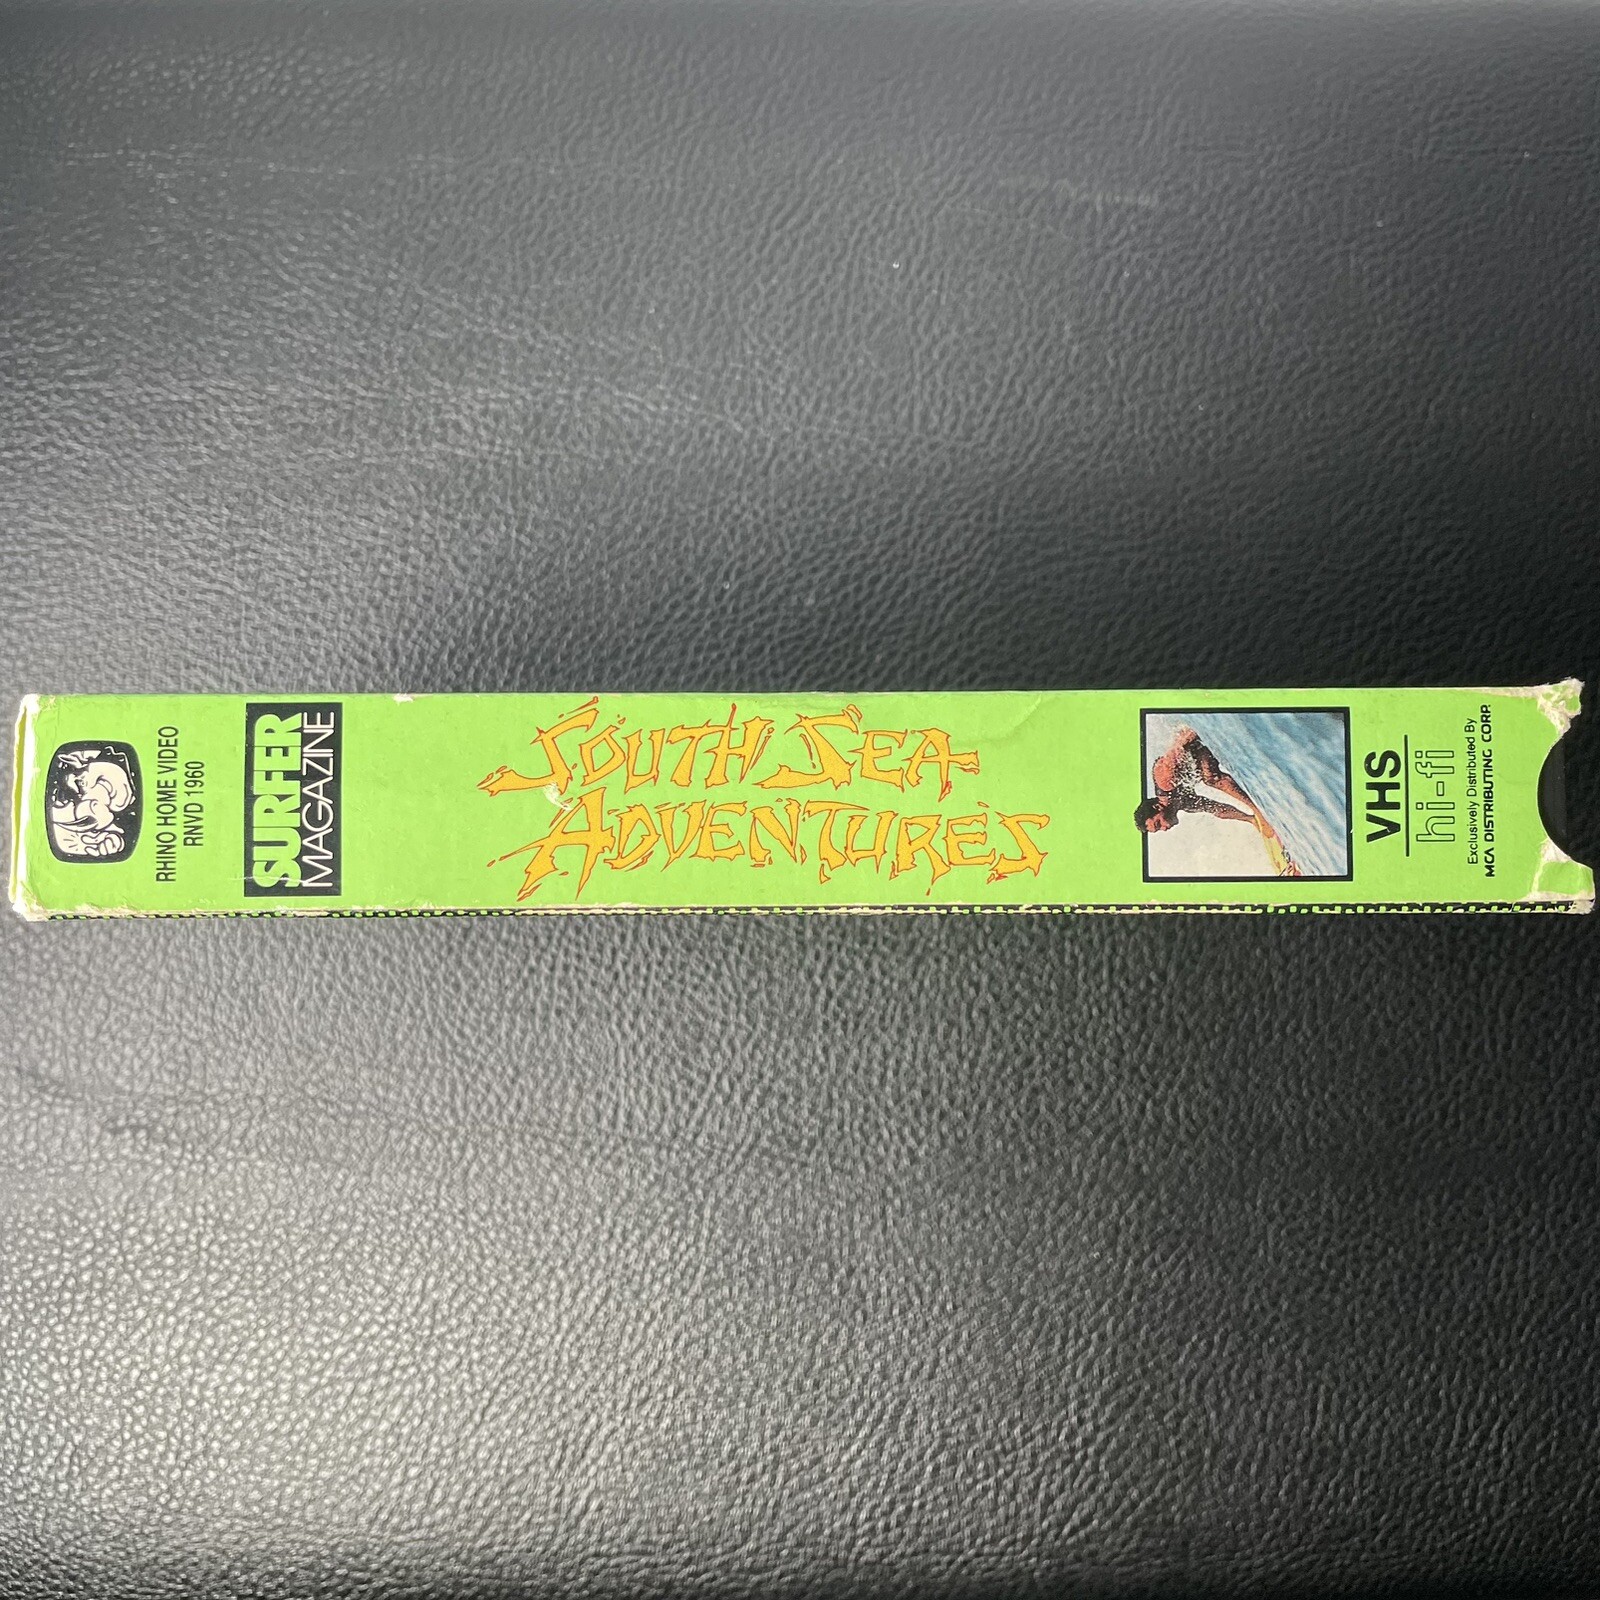 RHINO HOME VIDEO
RNVD 1960
SURFER
MAGAZINE
SOUTH SEA
ADVENTURES
VHS
hi-fi
Exclusively Distributed By
MCA DISTRIBUTING CORP.